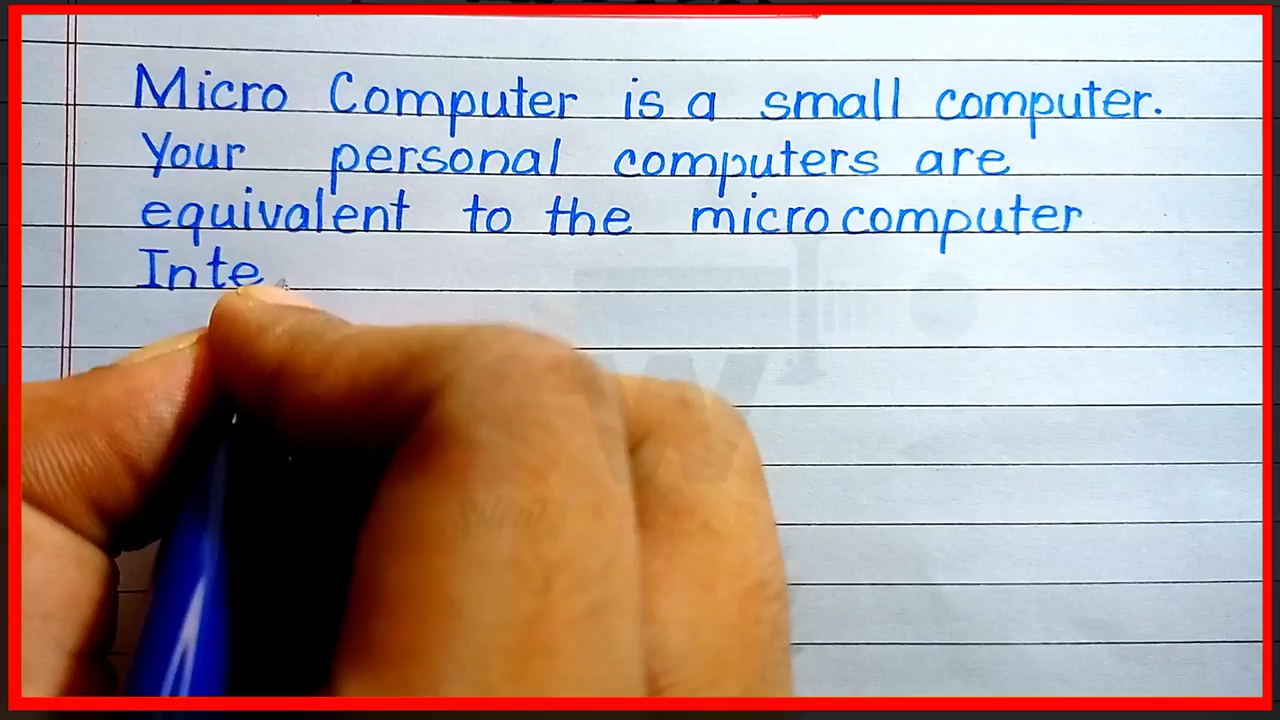 Micro Computer is a small computer.
Your personal computers are
equivalent to the microcomputer
Inte